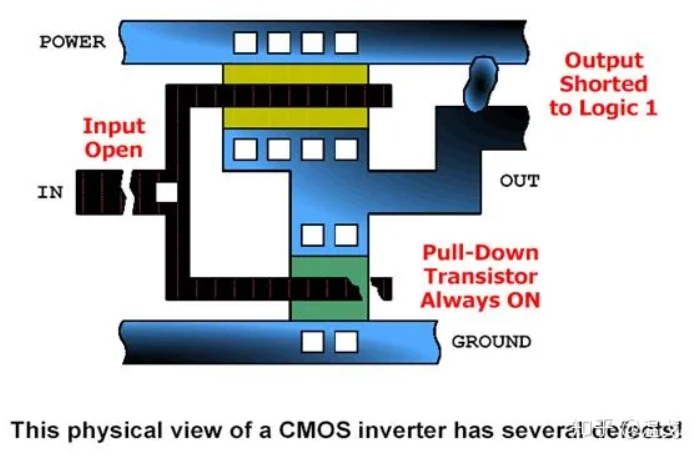 POWER
Output
Shorted
to Logic 1
Input
Open
IN
OUT
Pull-Down
Transistor
Always ON
GROUND
This physical view of a CMOS inverter has several defects!